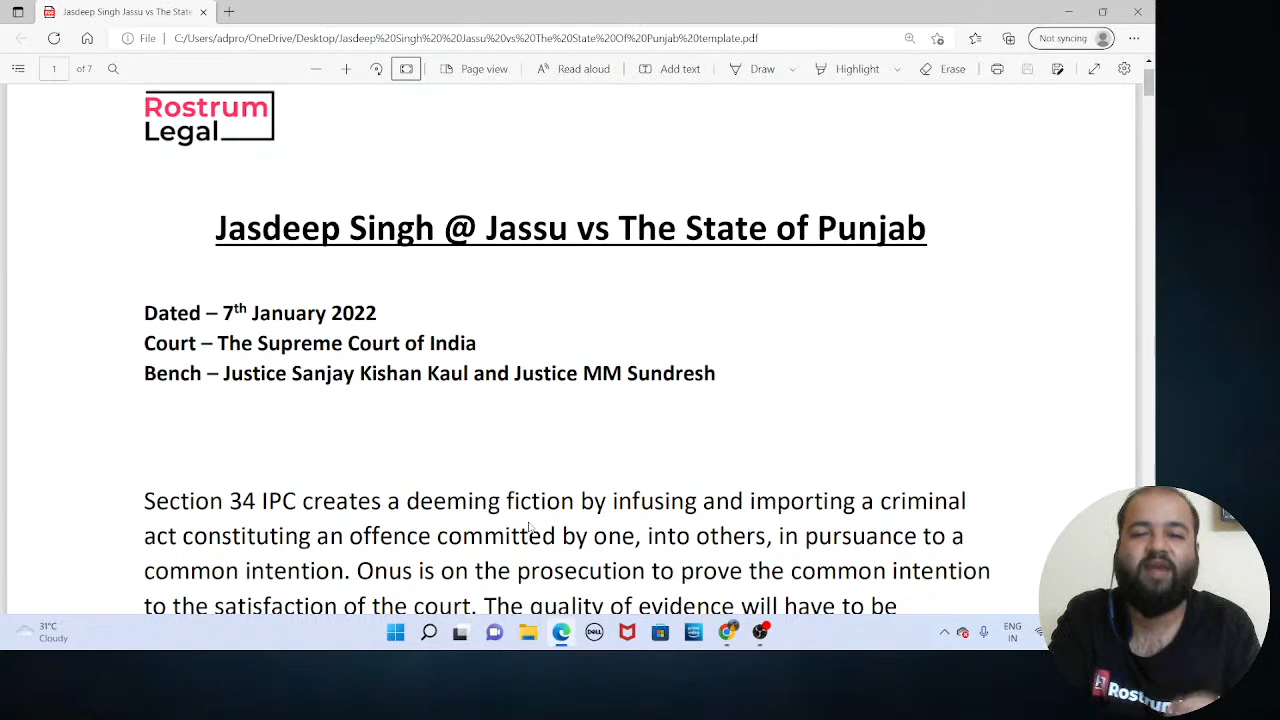 Jasdeep Singh Jassu vs The State
File
C:/Users/adpro/OneDrive/Desktop/Jasdeep%20Singh%20%20Jassu%20vs%20The%20State%20Of%20Punjab%20template.pdf
Not syncing
1 of 7
Page view
Read aloud
Add text
Draw
Highlight
Erase
Rostrum
Legal
Jasdeep Singh @ Jassu vs The State of Punjab
Dated – 7th January 2022
Court – The Supreme Court of India
Bench – Justice Sanjay Kishan Kaul and Justice MM Sundresh
Section 34 IPC creates a deeming fiction by infusing and importing a criminal
act constituting an offence committed by one, into others, in pursuance to a
common intention. Onus is on the prosecution to prove the common intention
to the satisfaction of the court. The quality of evidence will have to be
31°C
Cloudy
DELL
prime video
ENG
IN
Rostrum